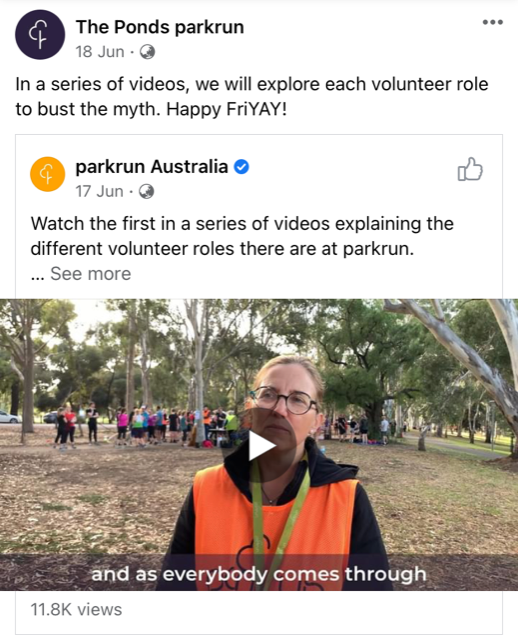 The Ponds parkrun
18 Jun ·
In a series of videos, we will explore each volunteer role
to bust the myth. Happy FriYAY!
parkrun Australia
17 Jun ·
Watch the first in a series of videos explaining the
different volunteer roles there are at parkrun.
... See more
and as everybody comes through
11.8K views